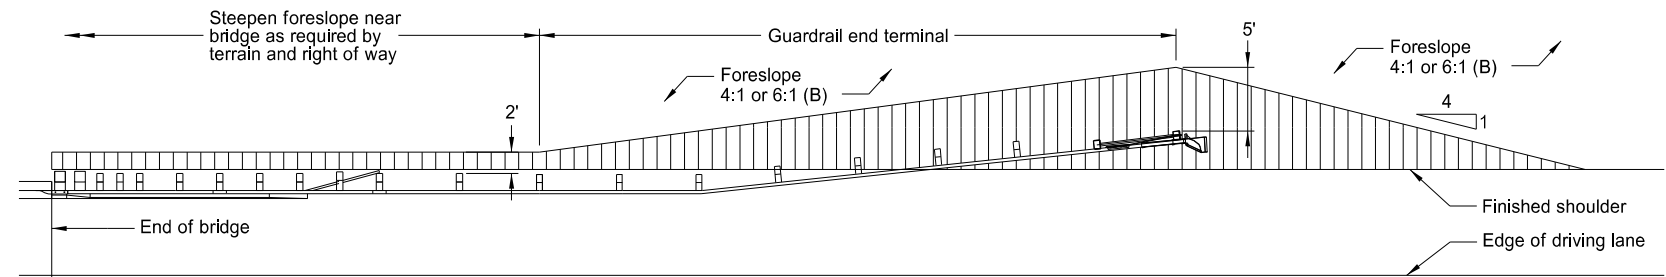 Steepen foreslope near
bridge as required by
terrain and right of way
Guardrail end terminal
5'
Foreslope
4:1 or 6:1 (B)
Foreslope
4:1 or 6:1 (B)
2'
4
1
End of bridge
Finished shoulder
Edge of driving lane